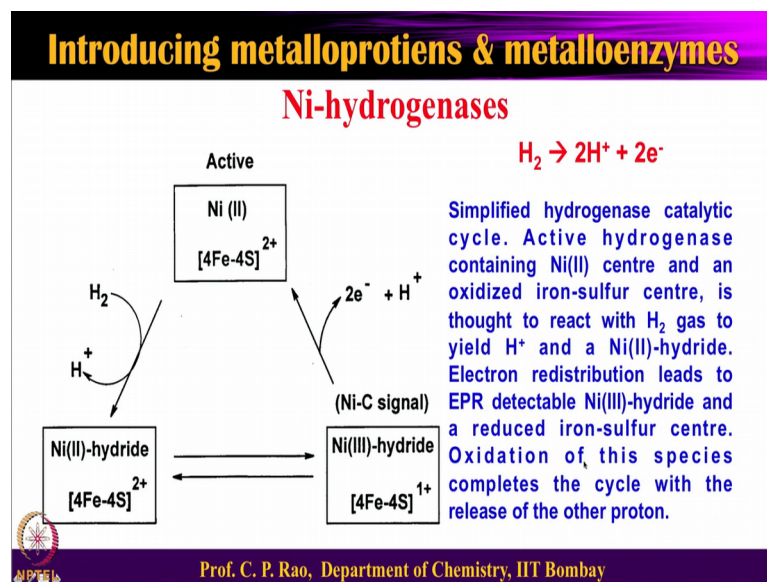 Introducing metalloprotiens & metalloenzymes
Ni-hydrogenases
H₂ → 2H⁺ + 2e⁻
Active
Ni (II)
[4Fe-4S]²⁺
H₂
H⁺
2e⁻ + H⁺
(Ni-C signal)
Ni(II)-hydride
[4Fe-4S]²⁺
Ni(III)-hydride
[4Fe-4S]¹⁺
Simplified hydrogenase catalytic
cycle. Active hydrogenase
containing Ni(II) centre and an
oxidized iron-sulfur centre, is
thought to react with H₂ gas to
yield H⁺ and a Ni(II)-hydride.
Electron redistribution leads to
EPR detectable Ni(III)-hydride and
a reduced iron-sulfur centre.
Oxidation of this species
completes the cycle with the
release of the other proton.
NPTEL
Prof. C. P. Rao, Department of Chemistry, IIT Bombay